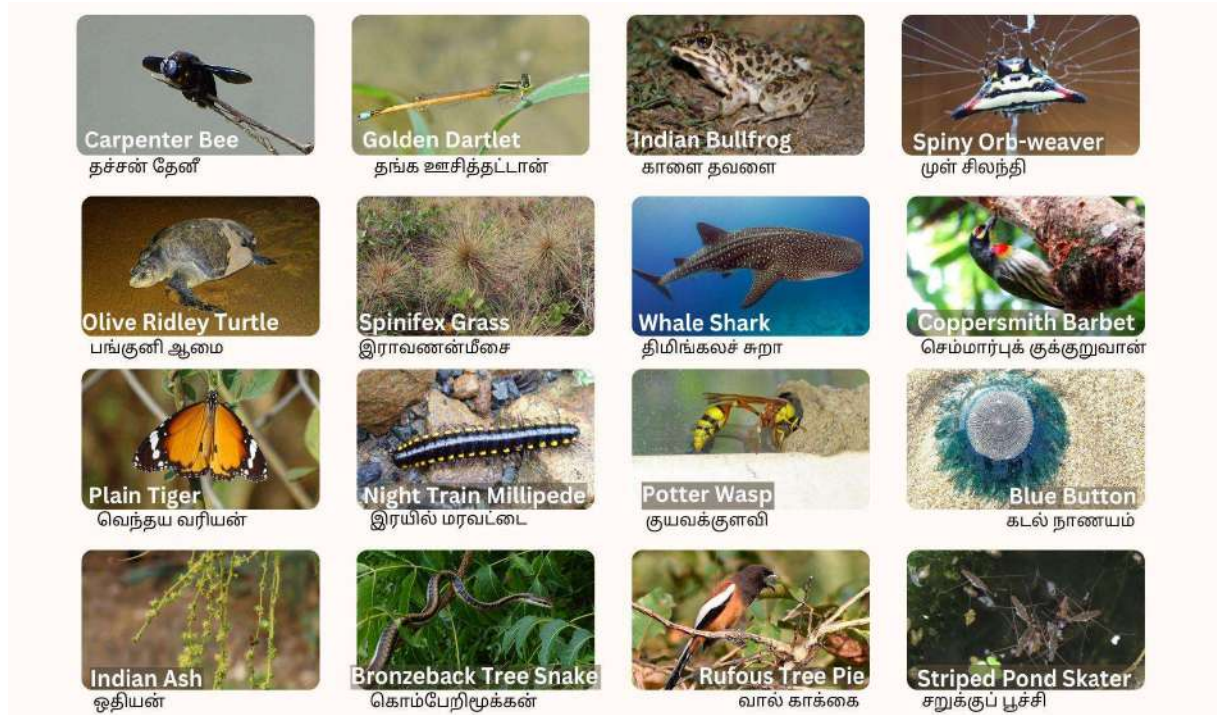 Carpenter Bee
தச்சன் தேனீ
Golden Dartlet
தங்க ஊசித்தட்டான்
Indian Bullfrog
காளை தவளை
Spiny Orb-weaver
முள் சிலந்தி
Olive Ridley Turtle
பங்குனி ஆமை
Spinifex Grass
இராவணன்மீசை
Whale Shark
திமிங்கலச் சுறா
Coppersmith Barbet
செம்மார்புக் குக்குறுவான்
Plain Tiger
வெந்தய வரியன்
Night Train Millipede
இரயில் மரவட்டை
Potter Wasp
குயவக்குளவி
Blue Button
கடல் நாணயம்
Indian Ash
ஒதியன்
Bronzeback Tree Snake
கொம்பேறிமூக்கன்
Rufous Tree Pie
வால் காக்கை
Striped Pond Skater
சறுக்குப் பூச்சி